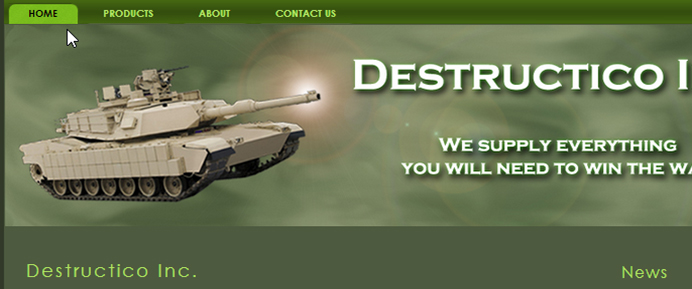 HOME PRODUCTS ABOUT CONTACT US
DESTRUCTICO I
WE SUPPLY EVERYTHING
YOU WILL NEED TO WIN THE WA
Destructico Inc.
News